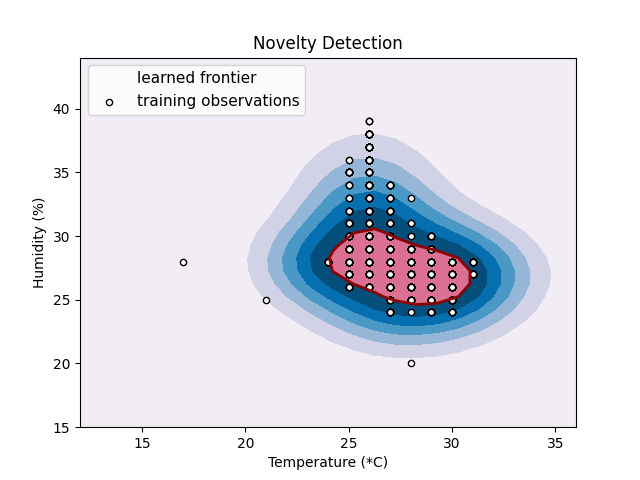 Novelty Detection
learned frontier
training observations
40
35
30
25
20
15
Humidity (%)
15 20 25 30 35
Temperature (*C)